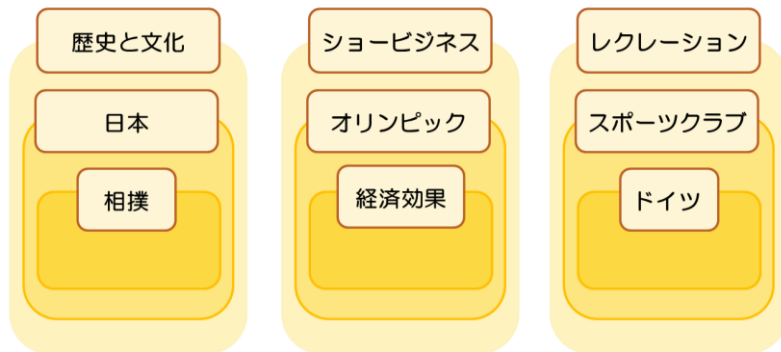 歴史と文化
日本
相撲
ショービジネス
オリンピック
経済効果
レクレーション
スポーツクラブ
ドイツ